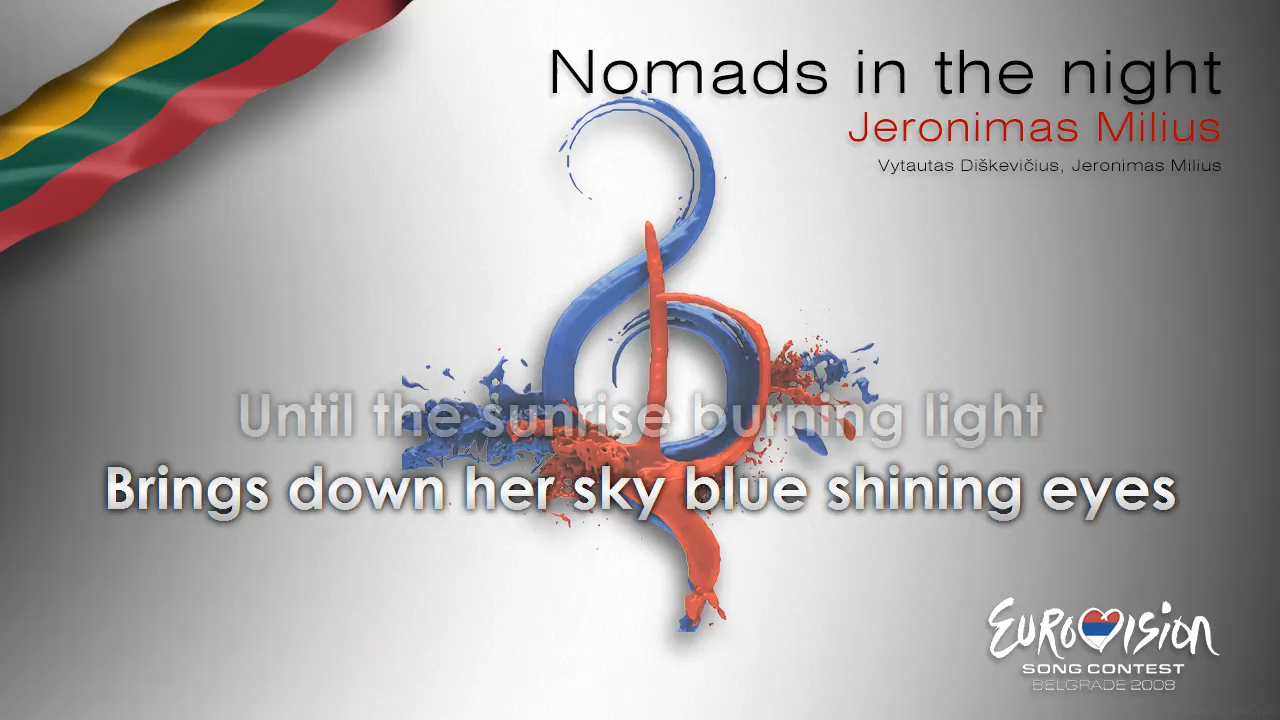 Nomads in the night
Jeronimas Milius
Vytautas Diškevičius, Jeronimas Milius
Until the sunrise burning light
Brings down her sky blue shining eyes
EUROVISION
SONG CONTEST
BELGRADE 2008